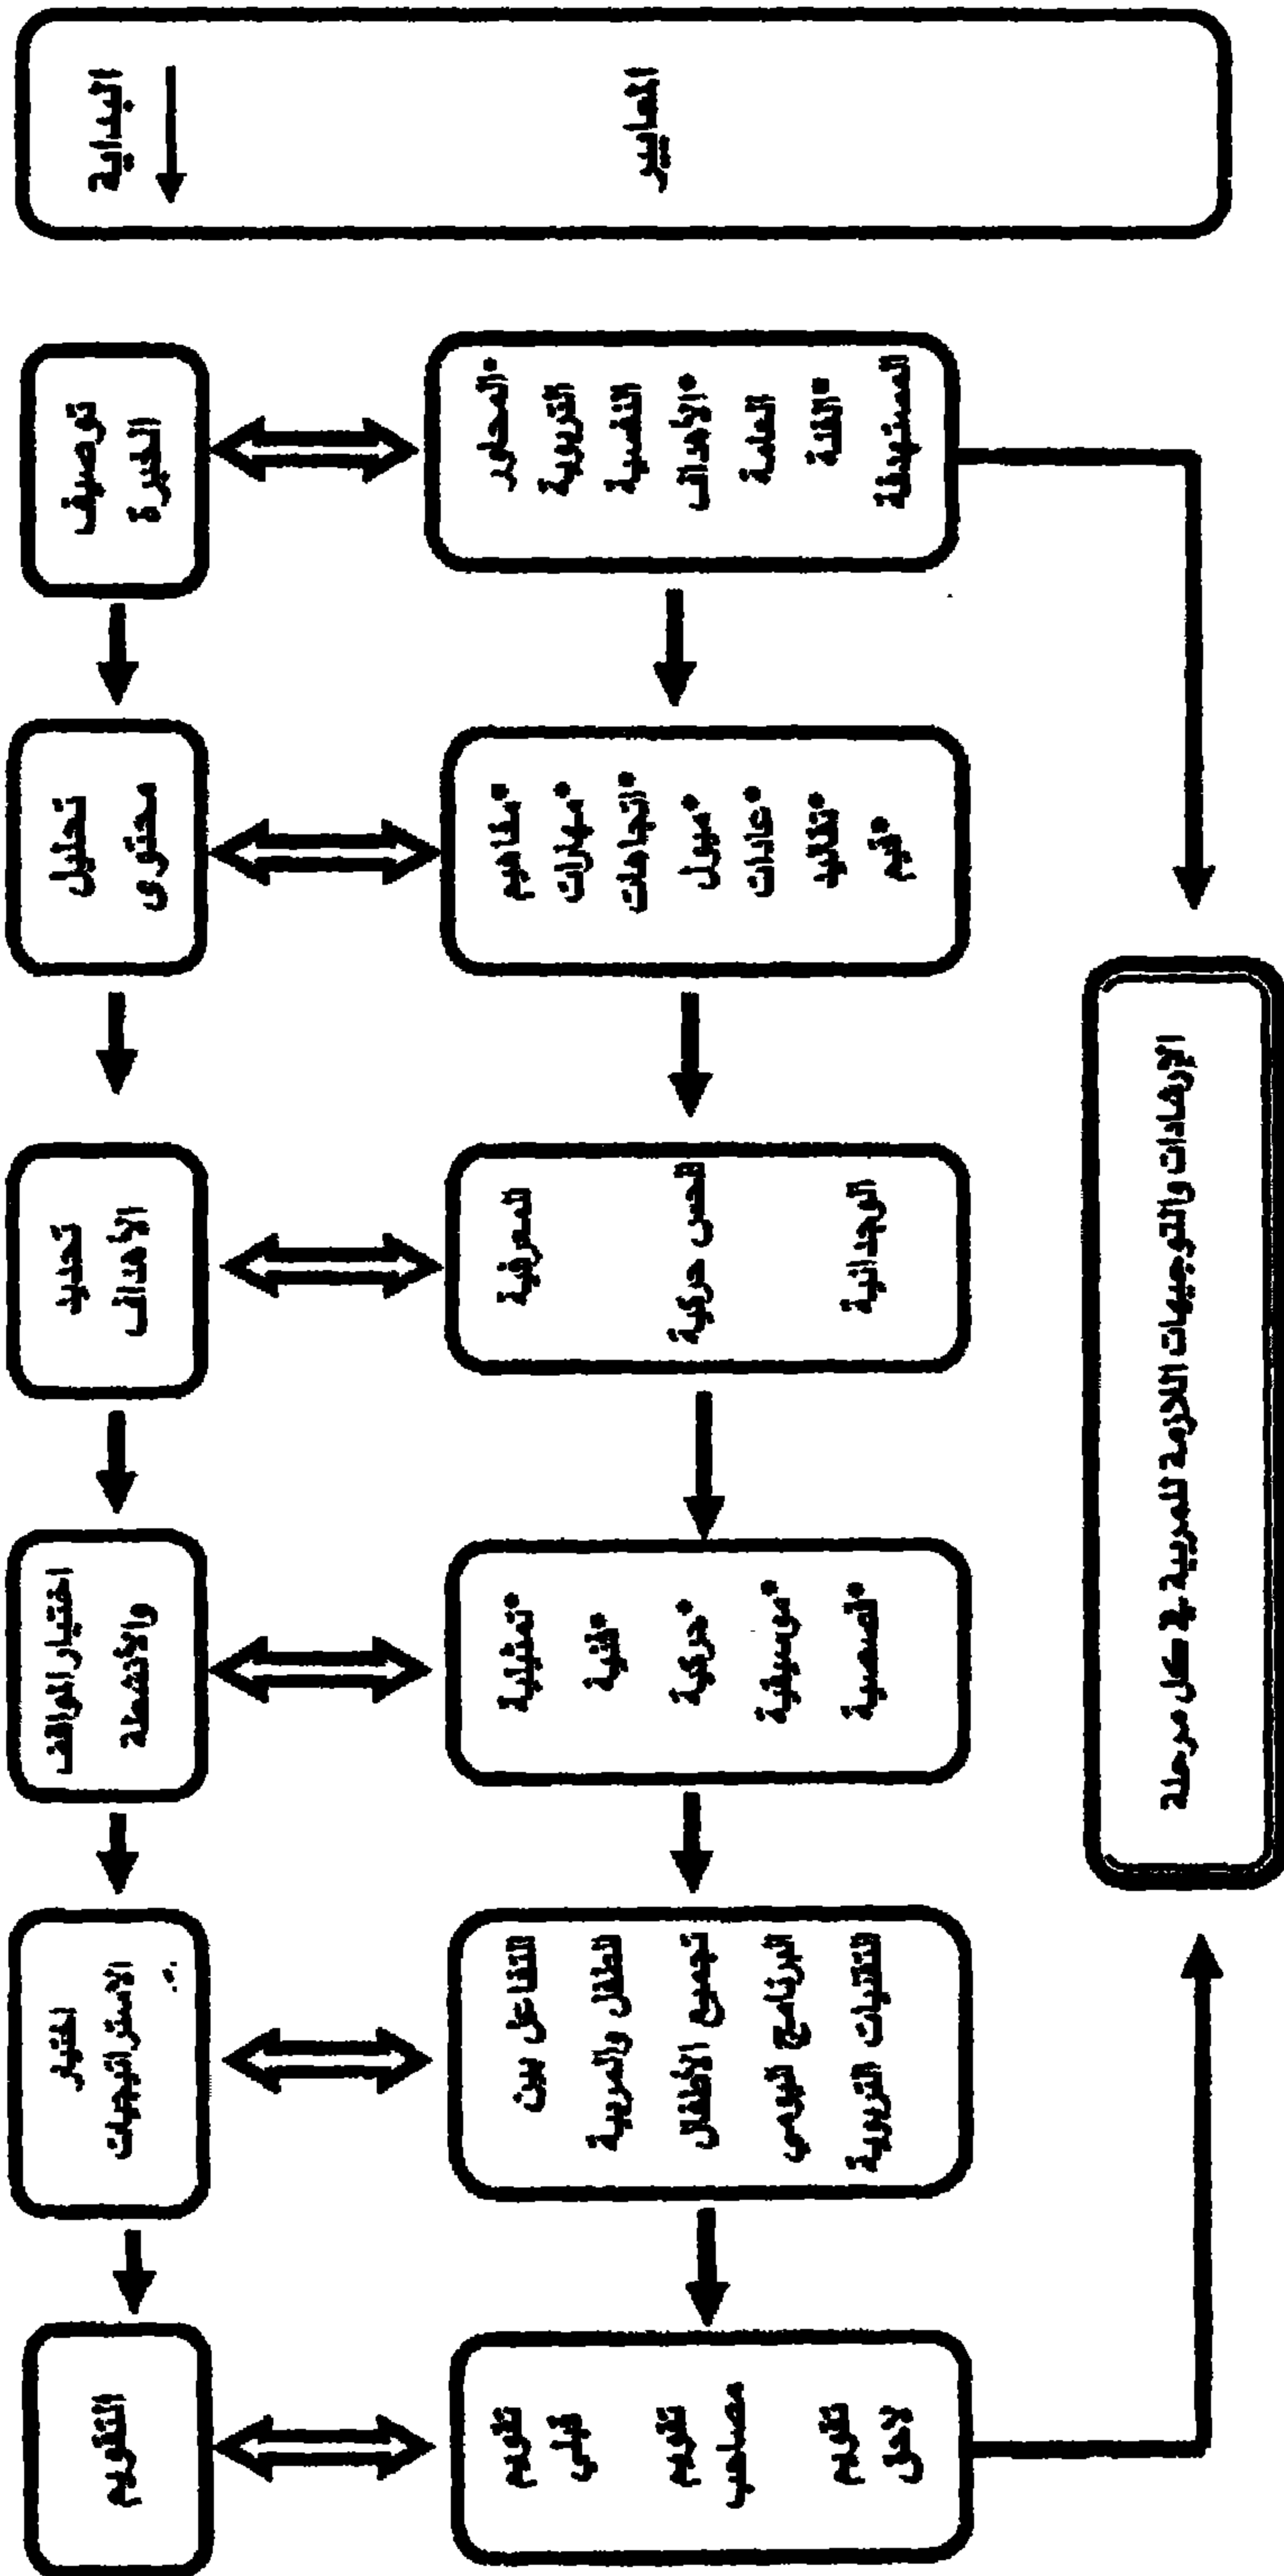 البداية
المعايير
توصيف
الخبرة
*المحاور
التربوية
النفسية
*الأهداف
العامة
*الفئة
المستهدفة
تحليل
محتوى
*مفاهيم
*مهارات
*اتجاهات
*ميول
*عادات
*تقاليد
*قيم
تحديد
الأهداف
المعرفية
الحس حركية
الوجدانية
اختيار المواقف
والأنشطة
*تمثيلية
*فنية
*حركية
*موسيقية
*قصصية
اختيار
الاستراتيجيات
التفاعل بين
الطفل والمربية
تجميع الأطفال
البرنامج اليومي
التقنيات التربوية
التقويم
تقويم
قبلي
تقويم
مصاحب
تقويم
لاحق
الإرشادات والتوجيهات اللازمة للمربية في كل مرحلة